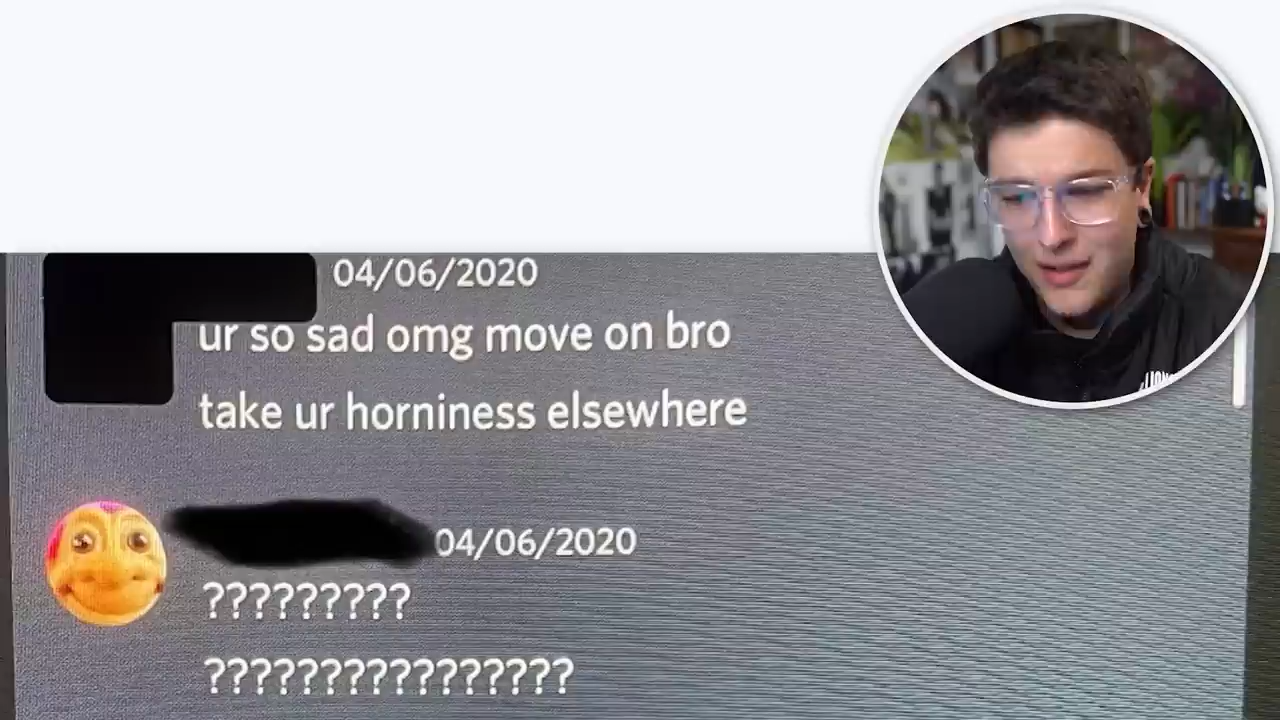 04/06/2020
ur so sad omg move on bro
take ur horniness elsewhere
04/06/2020
?????????
????????????????